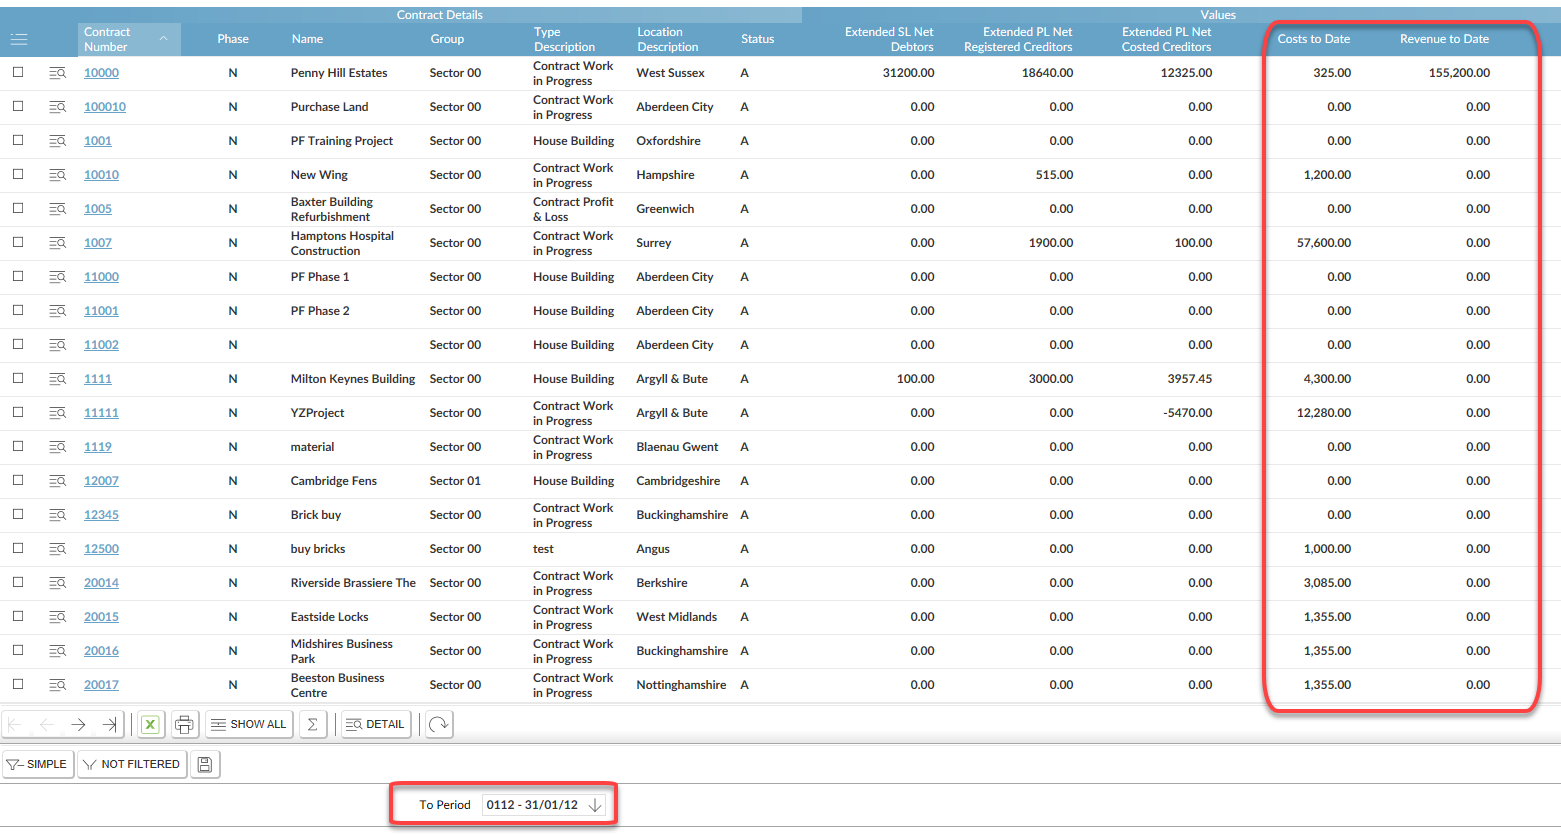 Contract Details Values
Contract Number Phase Name Group Type Description Location Description Status Extended SL Net Debtors Extended PL Net Registered Creditors Extended PL Net Costed Creditors Costs to Date Revenue to Date
10000 N Penny Hill Estates Sector 00 Contract Work in Progress West Sussex A 31200.00 18640.00 12325.00 325.00 155,200.00
100010 N Purchase Land Sector 00 Contract Work in Progress Aberdeen City A 0.00 0.00 0.00 0.00 0.00
1001 N PF Training Project Sector 00 House Building Oxfordshire A 0.00 0.00 0.00 0.00 0.00
10010 N New Wing Sector 00 Contract Work in Progress Hampshire A 0.00 515.00 0.00 1,200.00 0.00
1005 N Baxter Building Refurbishment Sector 00 Contract Profit & Loss Greenwich A 0.00 0.00 0.00 0.00 0.00
1007 N Hamptons Hospital Construction Sector 00 Contract Work in Progress Surrey A 0.00 1900.00 100.00 57,600.00 0.00
11000 N PF Phase 1 Sector 00 House Building Aberdeen City A 0.00 0.00 0.00 0.00 0.00
11001 N PF Phase 2 Sector 00 House Building Aberdeen City A 0.00 0.00 0.00 0.00 0.00
11002 N Sector 00 House Building Aberdeen City A 0.00 0.00 0.00 0.00 0.00
1111 N Milton Keynes Building Sector 00 House Building Argyll & Bute A 100.00 3000.00 3957.45 4,300.00 0.00
11111 N YZProject Sector 00 Contract Work in Progress Argyll & Bute A 0.00 0.00 -5470.00 12,280.00 0.00
1119 N material Sector 00 Contract Work in Progress Blaenau Gwent A 0.00 0.00 0.00 0.00 0.00
12007 N Cambridge Fens Sector 01 House Building Cambridgeshire A 0.00 0.00 0.00 0.00 0.00
12345 N Brick buy Sector 00 Contract Work in Progress Buckinghamshire A 0.00 0.00 0.00 0.00 0.00
12500 N buy bricks Sector 00 test Angus A 0.00 0.00 0.00 1,000.00 0.00
20014 N Riverside Brassiere The Sector 00 Contract Work in Progress Berkshire A 0.00 0.00 0.00 3,085.00 0.00
20015 N Eastside Locks Sector 00 Contract Work in Progress West Midlands A 0.00 0.00 0.00 1,355.00 0.00
20016 N Midshires Business Park Sector 00 Contract Work in Progress Buckinghamshire A 0.00 0.00 0.00 1,355.00 0.00
20017 N Beeston Business Centre Sector 00 Contract Work in Progress Nottinghamshire A 0.00 0.00 0.00 1,355.00 0.00
X SHOW ALL Σ DETAIL
SIMPLE NOT FILTERED
To Period 0112 - 31/01/12